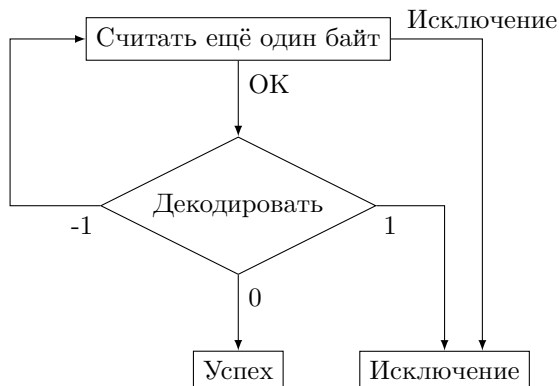 Исключение
Считать ещё один байт
OK
Декодировать
-1
1
0
Успех
Исключение